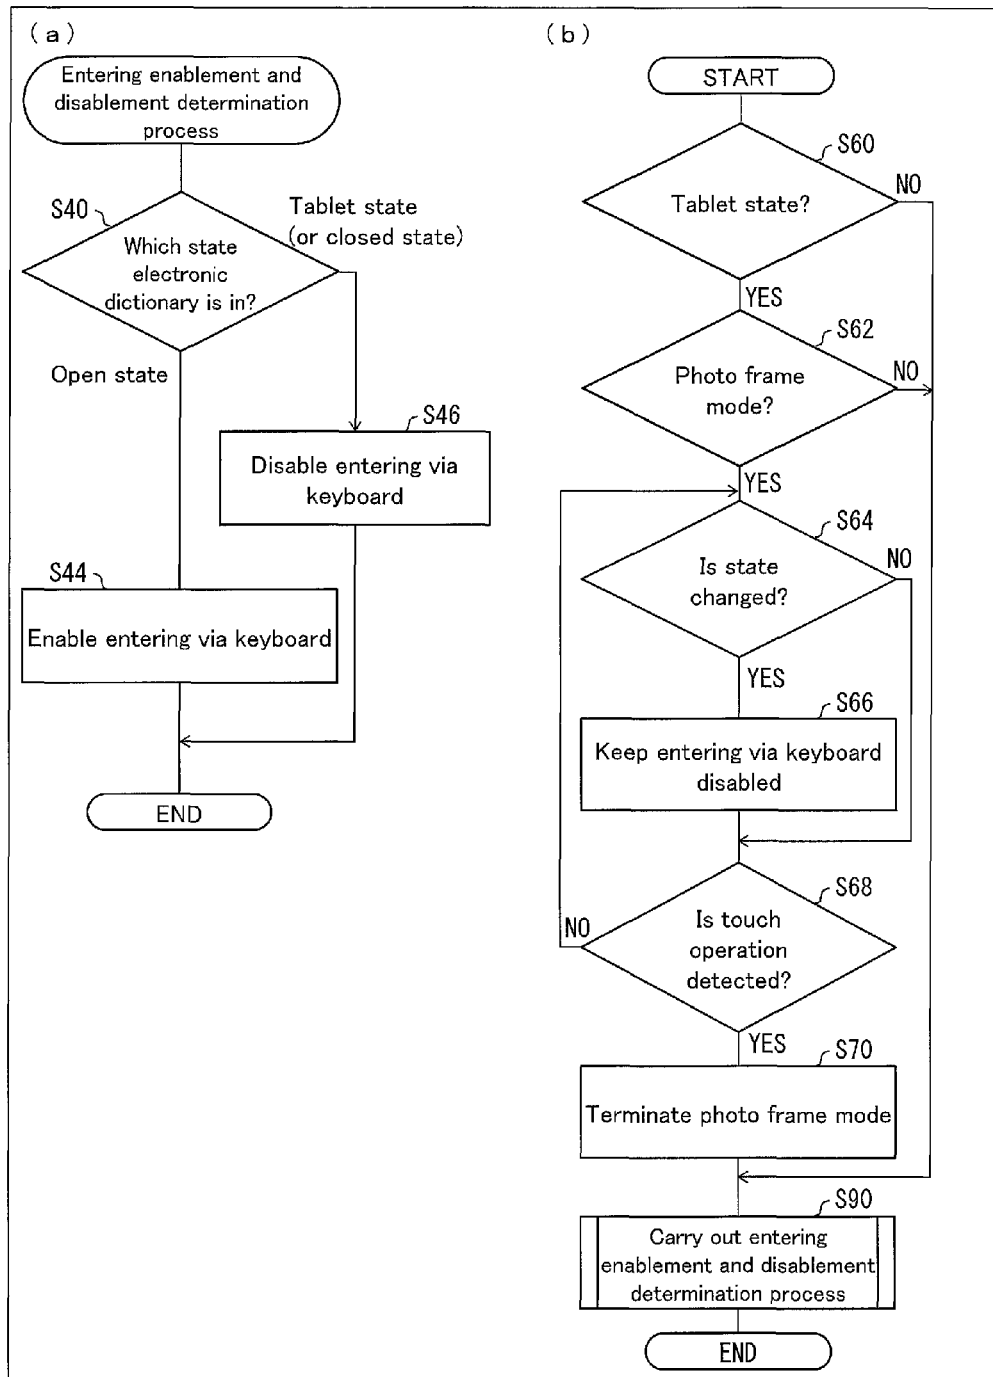 (a)
Entering enablement and
disablement determination
process
S40
Tablet state
(or closed state)
Which state
electronic
dictionary is in?
Open state
S46
Disable entering via
keyboard
S44
Enable entering via keyboard
END
(b)
START
S60
NO
Tablet state?
YES
S62
NO
Photo frame
mode?
YES
S64
NO
Is state
changed?
YES
S66
Keep entering via keyboard
disabled
S68
NO
Is touch
operation
detected?
YES
S70
Terminate photo frame mode
S90
Carry out entering
enablement and disablement
determination process
END